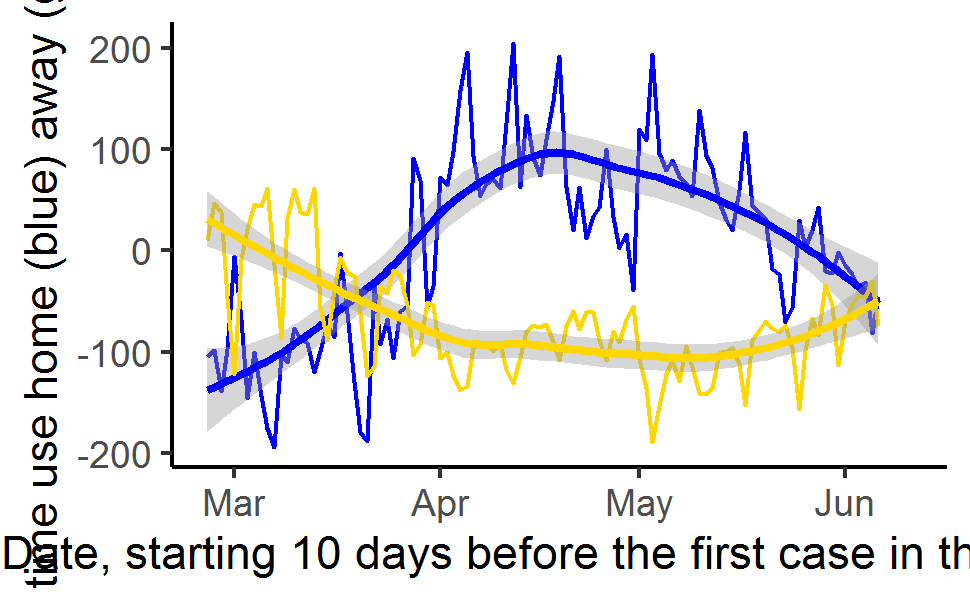 time use home (blue) away (
200
100
0
-100
-200
Mar Apr May Jun
Date, starting 10 days before the first case in th